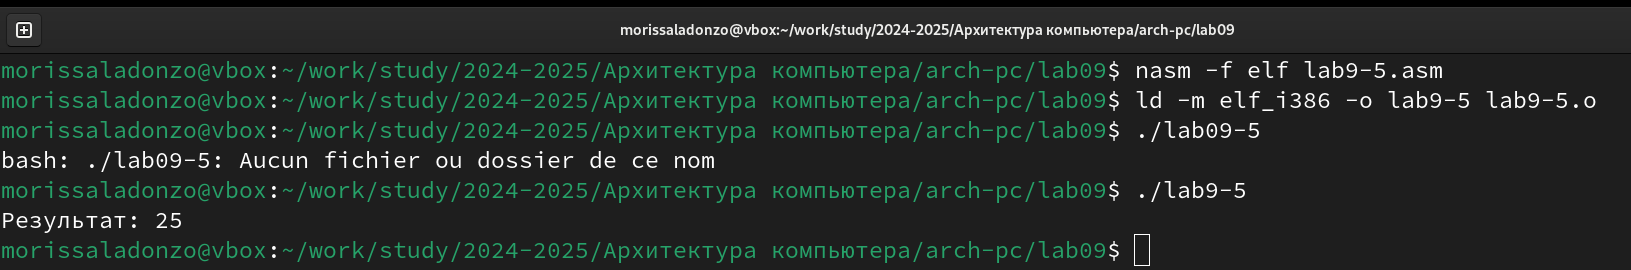 morissaladonzo@vbox:~/work/study/2024-2025/Архитектура компьютера/arch-pc/lab09
morissaladonzo@vbox:~/work/study/2024-2025/Архитектура компьютера/arch-pc/lab09$ nasm -f elf lab9-5.asm
morissaladonzo@vbox:~/work/study/2024-2025/Архитектура компьютера/arch-pc/lab09$ ld -m elf_i386 -o lab9-5 lab9-5.o
morissaladonzo@vbox:~/work/study/2024-2025/Архитектура компьютера/arch-pc/lab09$ ./lab09-5
bash: ./lab09-5: Aucun fichier ou dossier de ce nom
morissaladonzo@vbox:~/work/study/2024-2025/Архитектура компьютера/arch-pc/lab09$ ./lab9-5
Результат: 25
morissaladonzo@vbox:~/work/study/2024-2025/Архитектура компьютера/arch-pc/lab09$